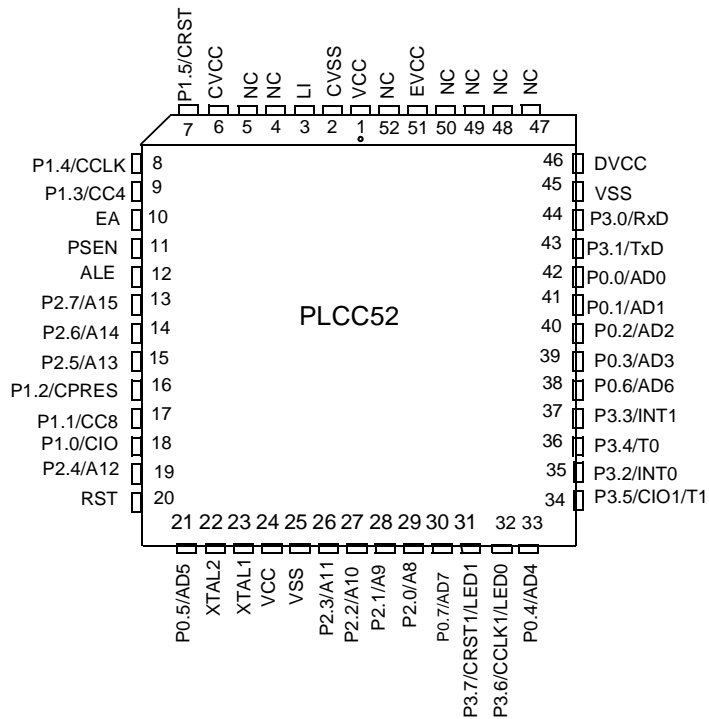 P1.5/CRST
CVCC
NC
NC
LI
CVSS
VCC
NC
EVCC
NC
NC
NC
NC
7 6 5 4 3 2 1 52 51 50 49 48 47
P1.4/CCLK 8
P1.3/CC4 9
EA 10
PSEN 11
ALE 12
P2.7/A15 13
P2.6/A14 14
P2.5/A13 15
P1.2/CPRES 16
P1.1/CC8 17
P1.0/CIO 18
P2.4/A12 19
RST 20
PLCC52
46 DVCC
45 VSS
44 P3.0/RxD
43 P3.1/TxD
42 P0.0/AD0
41 P0.1/AD1
40 P0.2/AD2
39 P0.3/AD3
38 P0.6/AD6
37 P3.3/INT1
36 P3.4/T0
35 P3.2/INT0
34 P3.5/CIO1/T1
21 22 23 24 25 26 27 28 29 30 31 32 33
P0.5/AD5
XTAL2
XTAL1
VCC
VSS
P2.3/A11
P2.2/A10
P2.1/A9
P2.0/A8
P0.7/AD7
P3.7/CRST1/LED1
P3.6/CCLK1/LED0
P0.4/AD4